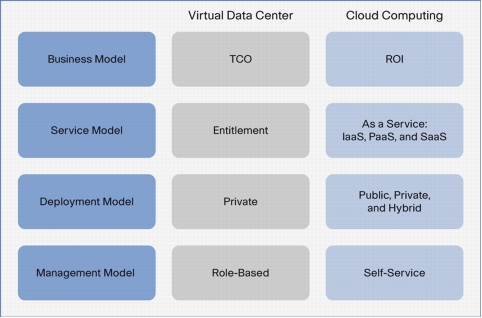 Virtual Data Center
Cloud Computing
Business Model
TCO
ROI
Service Model
Entitlement
As a Service:
IaaS, PaaS, and SaaS
Deployment Model
Private
Public, Private,
and Hybrid
Management Model
Role-Based
Self-Service